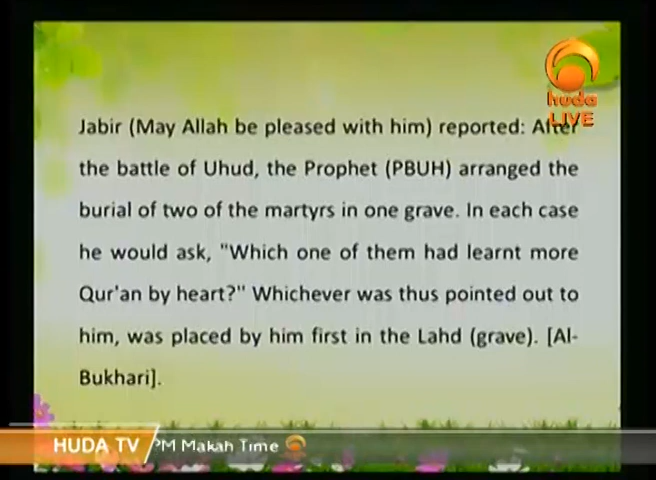 huda
LIVE
Jabir (May Allah be pleased with him) reported: After
the battle of Uhud, the Prophet (PBUH) arranged the
burial of two of the martyrs in one grave. In each case
he would ask, "Which one of them had learnt more
Qur'an by heart?" Whichever was thus pointed out to
him, was placed by him first in the Lahd (grave). [Al-
Bukhari].
HUDA TV PM Makah Time